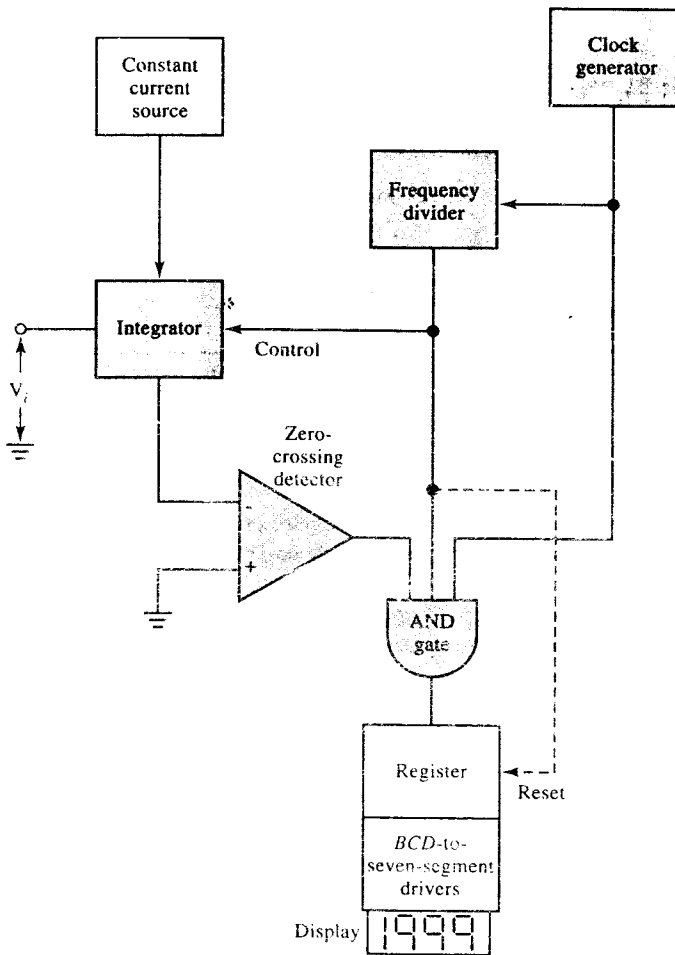 Clock
generator
Constant
current
source
Frequency
divider
Integrator
Control
V_i
Zero-
crossing
detector
-
+
AND
gate
Register
Reset
BCD-to-
seven-segment
drivers
Display
1999